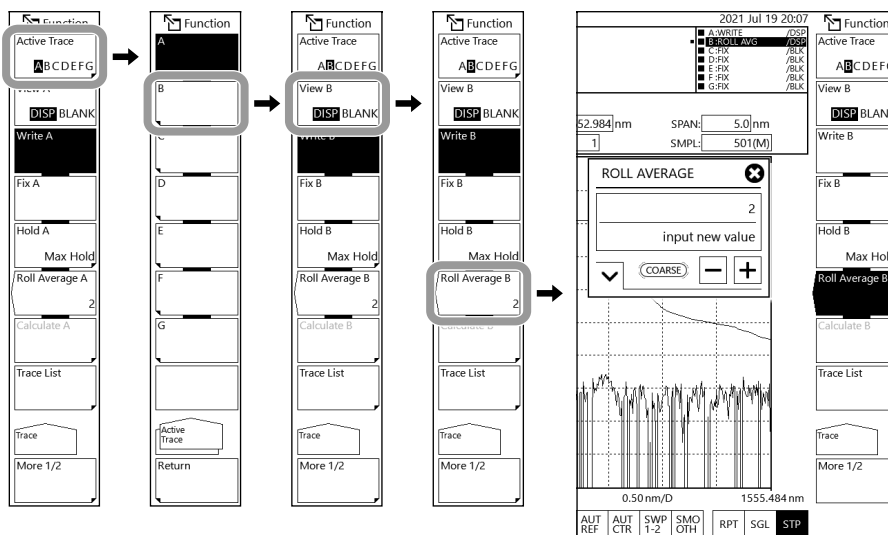 Function
Active Trace
ABCDEFG
View A
DISP BLANK
Write A
Fix A
Hold A
Max Hold
Roll Average A
2
Calculate A
Trace List
Trace
More 1/2
Function
A
B
C
D
E
F
G
Active
Trace
Return
Function
Active Trace
ABCDEFG
View B
DISP BLANK
Write B
Fix B
Hold B
Max Hold
Roll Average B
2
Calculate B
Trace List
Trace
More 1/2
Function
Active Trace
ABCDEFG
View B
DISP BLANK
Write B
Fix B
Hold B
Max Hold
Roll Average B
2
Calculate B
Trace List
Trace
More 1/2
2021 Jul 19 20:07
A:WRITE /DSP
B:ROLL AVG /DSP
C:FIX /BLK
D:FIX /BLK
E:FIX /BLK
F:FIX /BLK
G:FIX /BLK
52.984 nm SPAN: 5.0 nm
1 SMPL: 501(M)
ROLL AVERAGE
2
input new value
COARSE
0.50 nm/D 1555.484 nm
AUT REF
AUT CTR
SWP 1-2
SMO OTH
RPT
SGL
STP
Function
Active Trace
ABCDEFG
View B
DISP BLANK
Write B
Fix B
Hold B
Max Hol
Roll Average B
Calculate B
Trace List
Trace
More 1/2